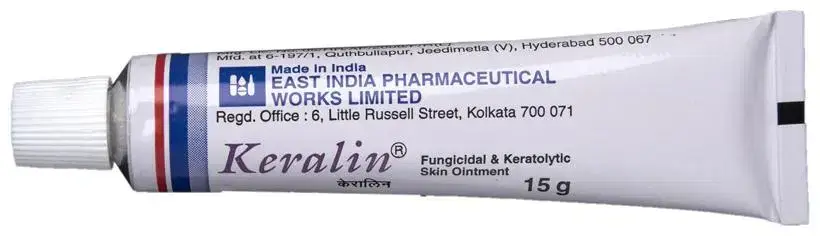 Mfd. at 6-197/1, Quthbullapur, Jeedimetla (V), Hyderabad 500 067
Made in India
EAST INDIA PHARMACEUTICAL
WORKS LIMITED
Regd. Office : 6, Little Russell Street, Kolkata 700 071
Keralin®
केरालिन
Fungicidal & Keratolytic
Skin Ointment
15 g